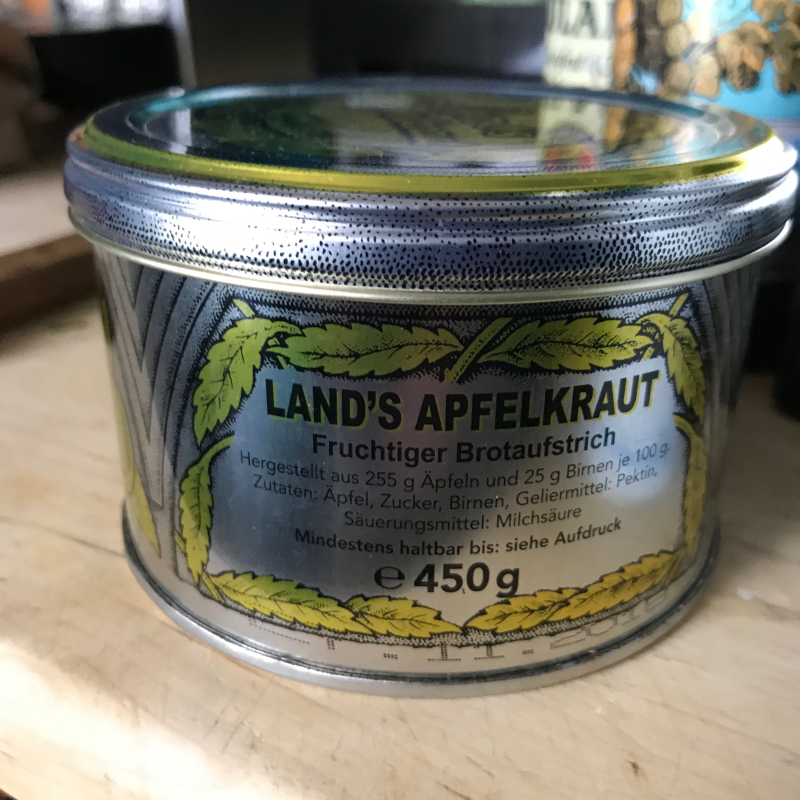 LAND'S APFELKRAUT
Fruchtiger Brotaufstrich
Hergestellt aus 255 g Äpfeln und 25 g Birnen je 100 g.
Zutaten: Äpfel, Zucker, Birnen, Geliermittel: Pektin,
Säuerungsmittel: Milchsäure
Mindestens haltbar bis: siehe Aufdruck
℮ 450 g